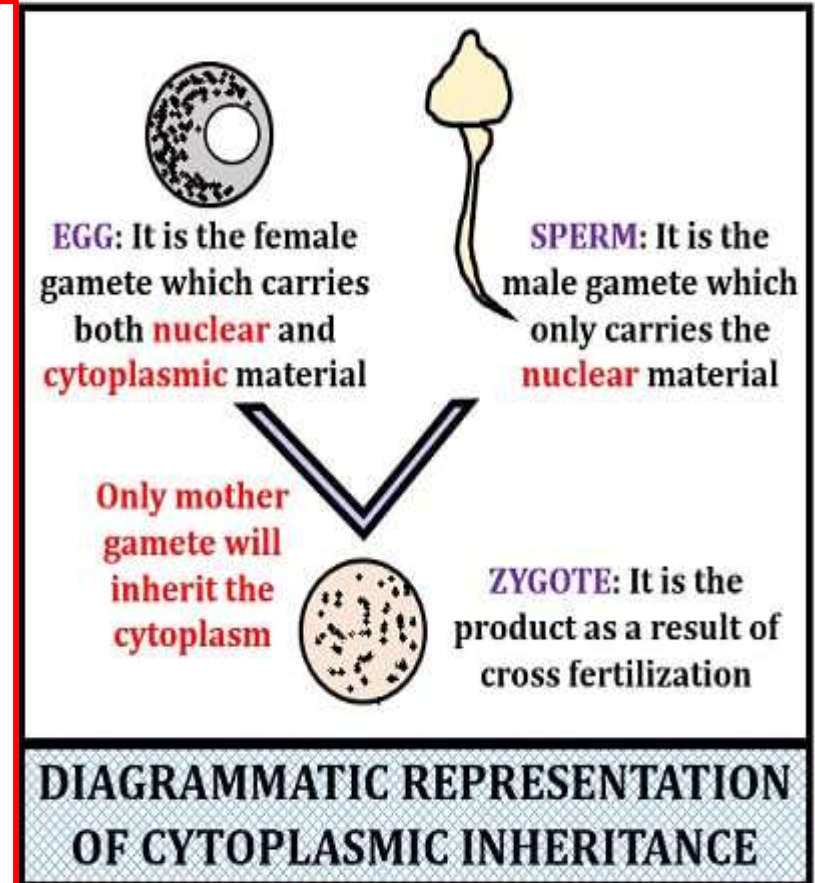 EGG: It is the female
gamete which carries
both nuclear and
cytoplasmic material
SPERM: It is the
male gamete which
only carries the
nuclear material
Only mother
gamete will
inherit the
cytoplasm
ZYGOTE: It is the
product as a result of
cross fertilization
DIAGRAMMATIC REPRESENTATION
OF CYTOPLASMIC INHERITANCE